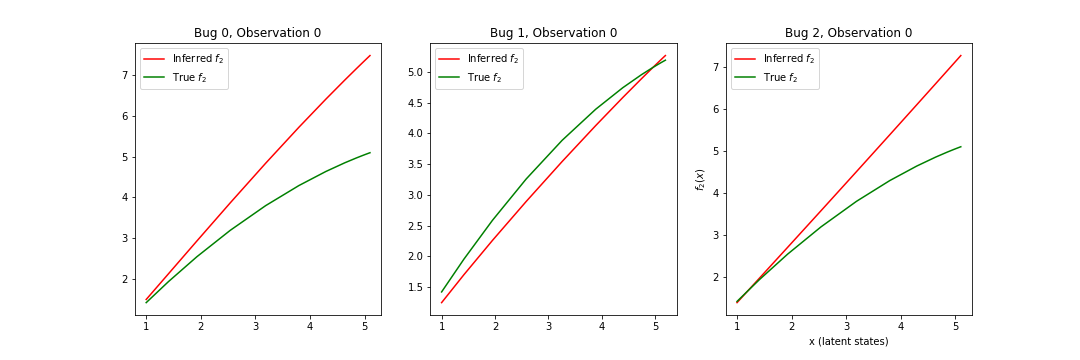 Bug 0, Observation 0
Inferred f₂
True f₂
7
6
5
4
3
2
1 2 3 4 5
Bug 1, Observation 0
Inferred f₂
True f₂
5.0
4.5
4.0
3.5
3.0
2.5
2.0
1.5
1 2 3 4 5
Bug 2, Observation 0
Inferred f₂
True f₂
f₂(x)
7
6
5
4
3
2
1 2 3 4 5
x (latent states)